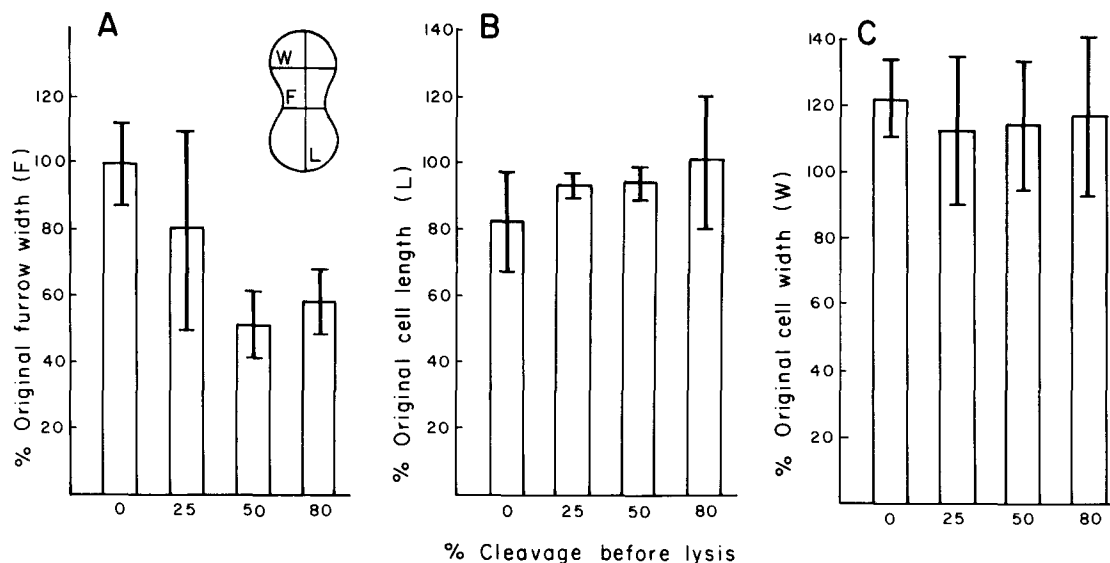 A
% Original furrow width (F)
120
100
80
60
40
20
0 25 50 80
W
F
L
B
% Original cell length (L)
140
120
100
80
60
40
20
0 25 50 80
% Cleavage before lysis
C
% Original cell width (W)
140
120
100
80
60
40
20
0 25 50 80